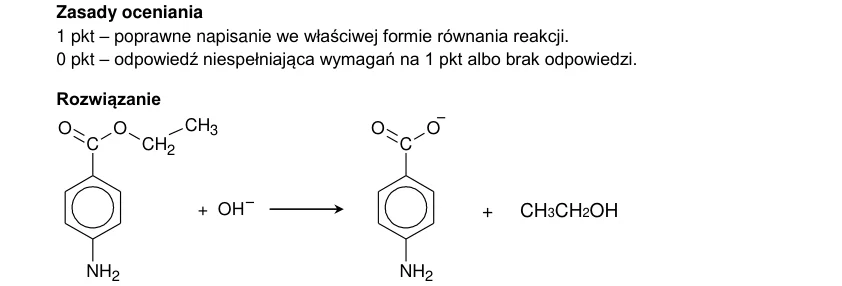 Zasady oceniania
1 pkt – poprawne napisanie we właściwej formie równania reakcji.
0 pkt – odpowiedź niespełniająca wymagań na 1 pkt albo brak odpowiedzi.
Rozwiązanie
O O CH3 O O−
C CH2 C
+ OH− + CH3CH2OH
NH2 NH2